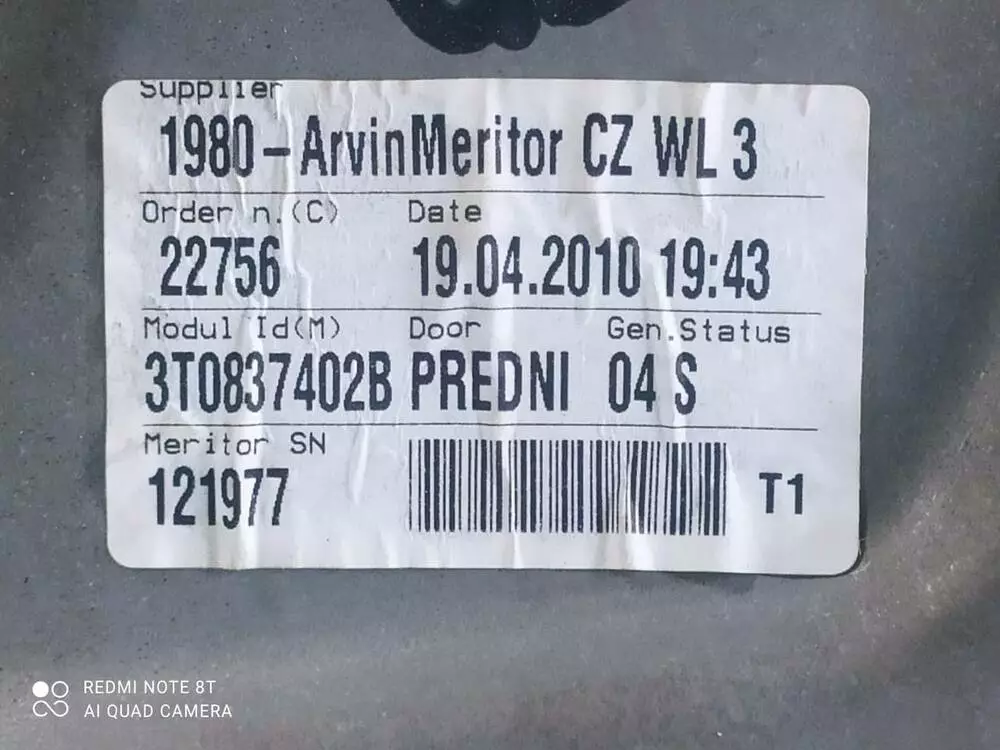 Supplier
1980-ArvinMeritor CZ WL 3
Order n.(C) Date
22756 19.04.2010 19:43
Modul Id(M) Door Gen.Status
3T0837402B PREDNI 04 S
Meritor SN
121977 T1
REDMI NOTE 8T
AI QUAD CAMERA